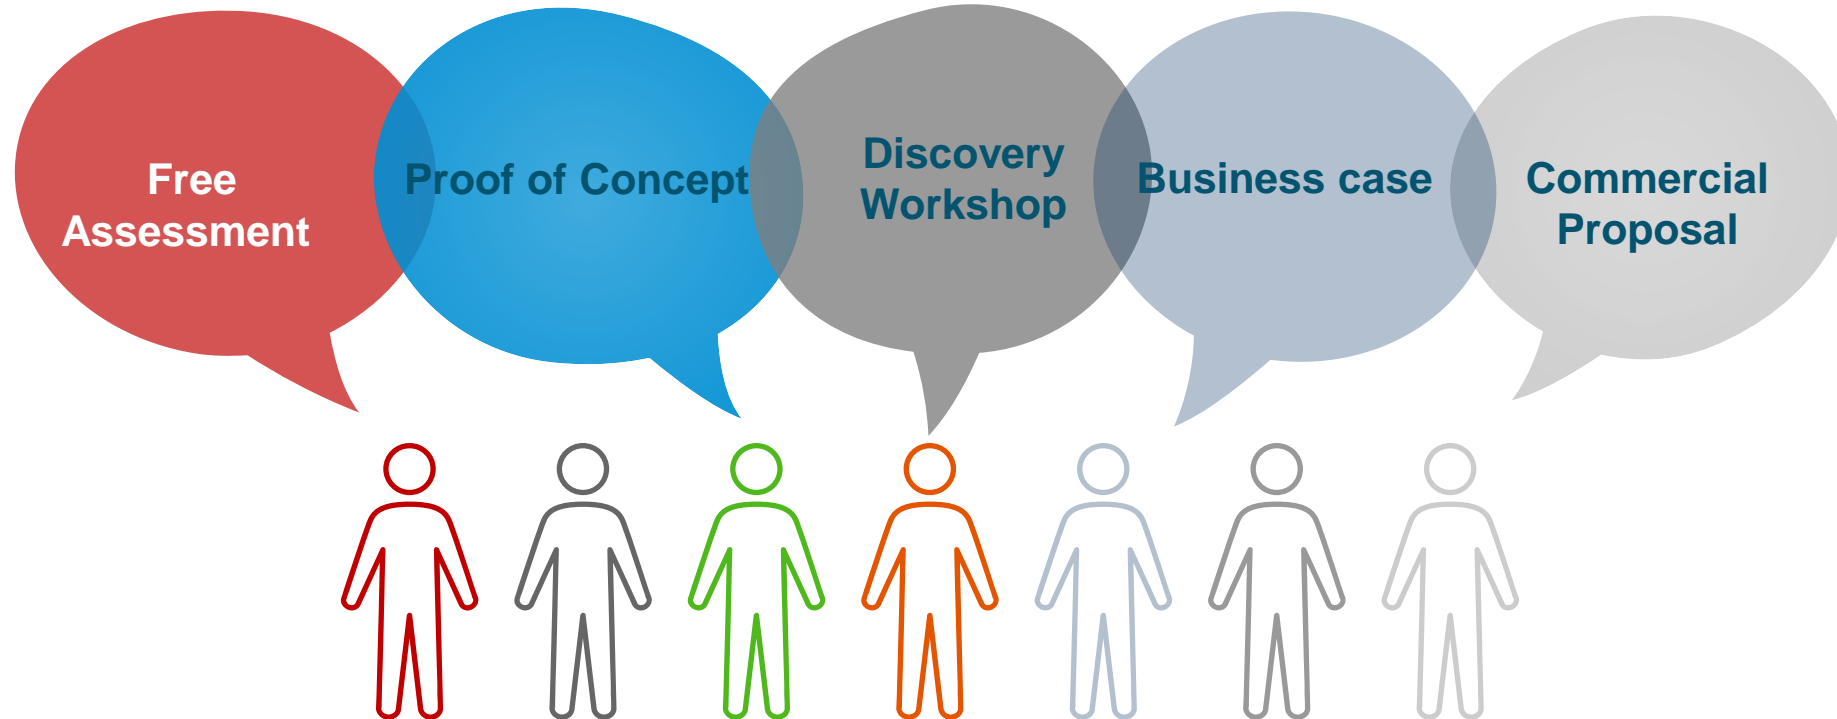 Free
Assessment
Proof of Concept
Discovery
Workshop
Business case
Commercial
Proposal